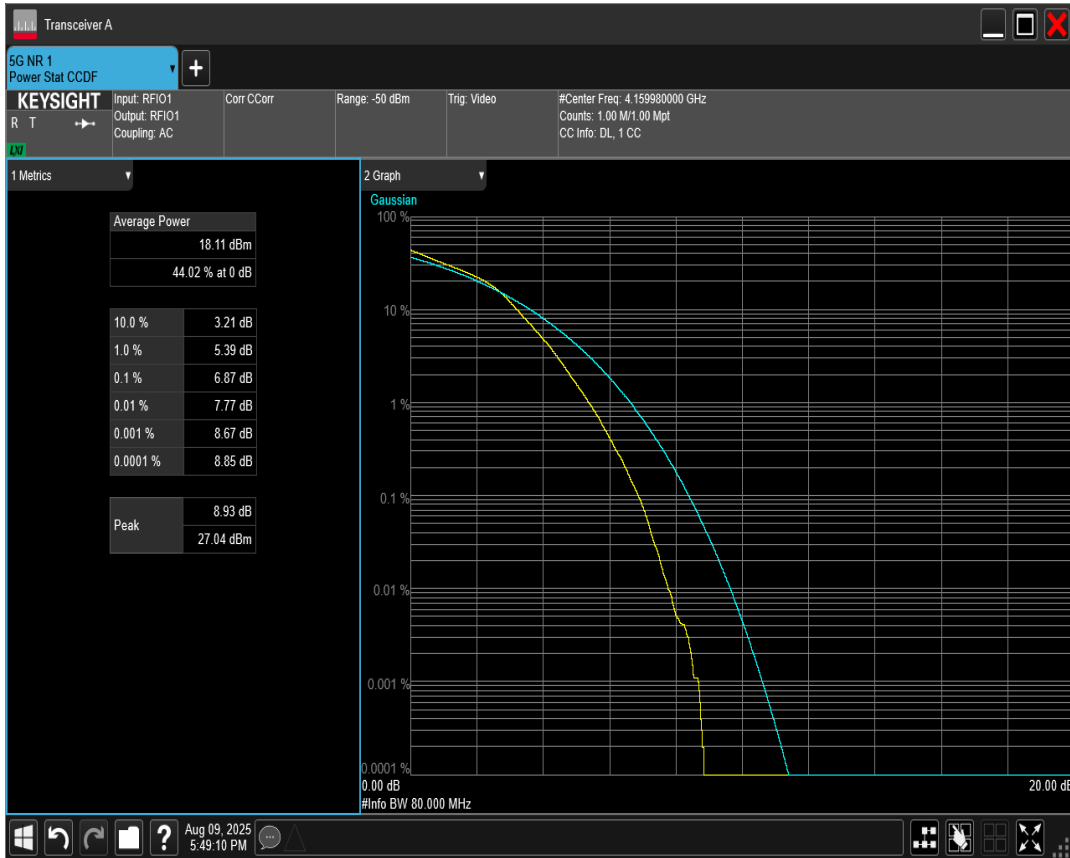 Transceiver A
5G NR 1
Power Stat CCDF
KEYSIGHT
R T
LXI
Input: RFIO1
Output: RFIO1
Coupling: AC
Corr CCorr
Range: -50 dBm
Trig: Video
#Center Freq: 4.159980000 GHz
Counts: 1.00 M/1.00 Mpt
CC Info: DL, 1 CC
1 Metrics
Average Power
18.11 dBm
44.02 % at 0 dB
10.0 % 3.21 dB
1.0 % 5.39 dB
0.1 % 6.87 dB
0.01 % 7.77 dB
0.001 % 8.67 dB
0.0001 % 8.85 dB
Peak 8.93 dB
27.04 dBm
2 Graph
Gaussian
100 %
10 %
1 %
0.1 %
0.01 %
0.001 %
0.0001 %
0.00 dB 20.00 dB
#Info BW 80.000 MHz
? Aug 09, 2025
5:49:10 PM